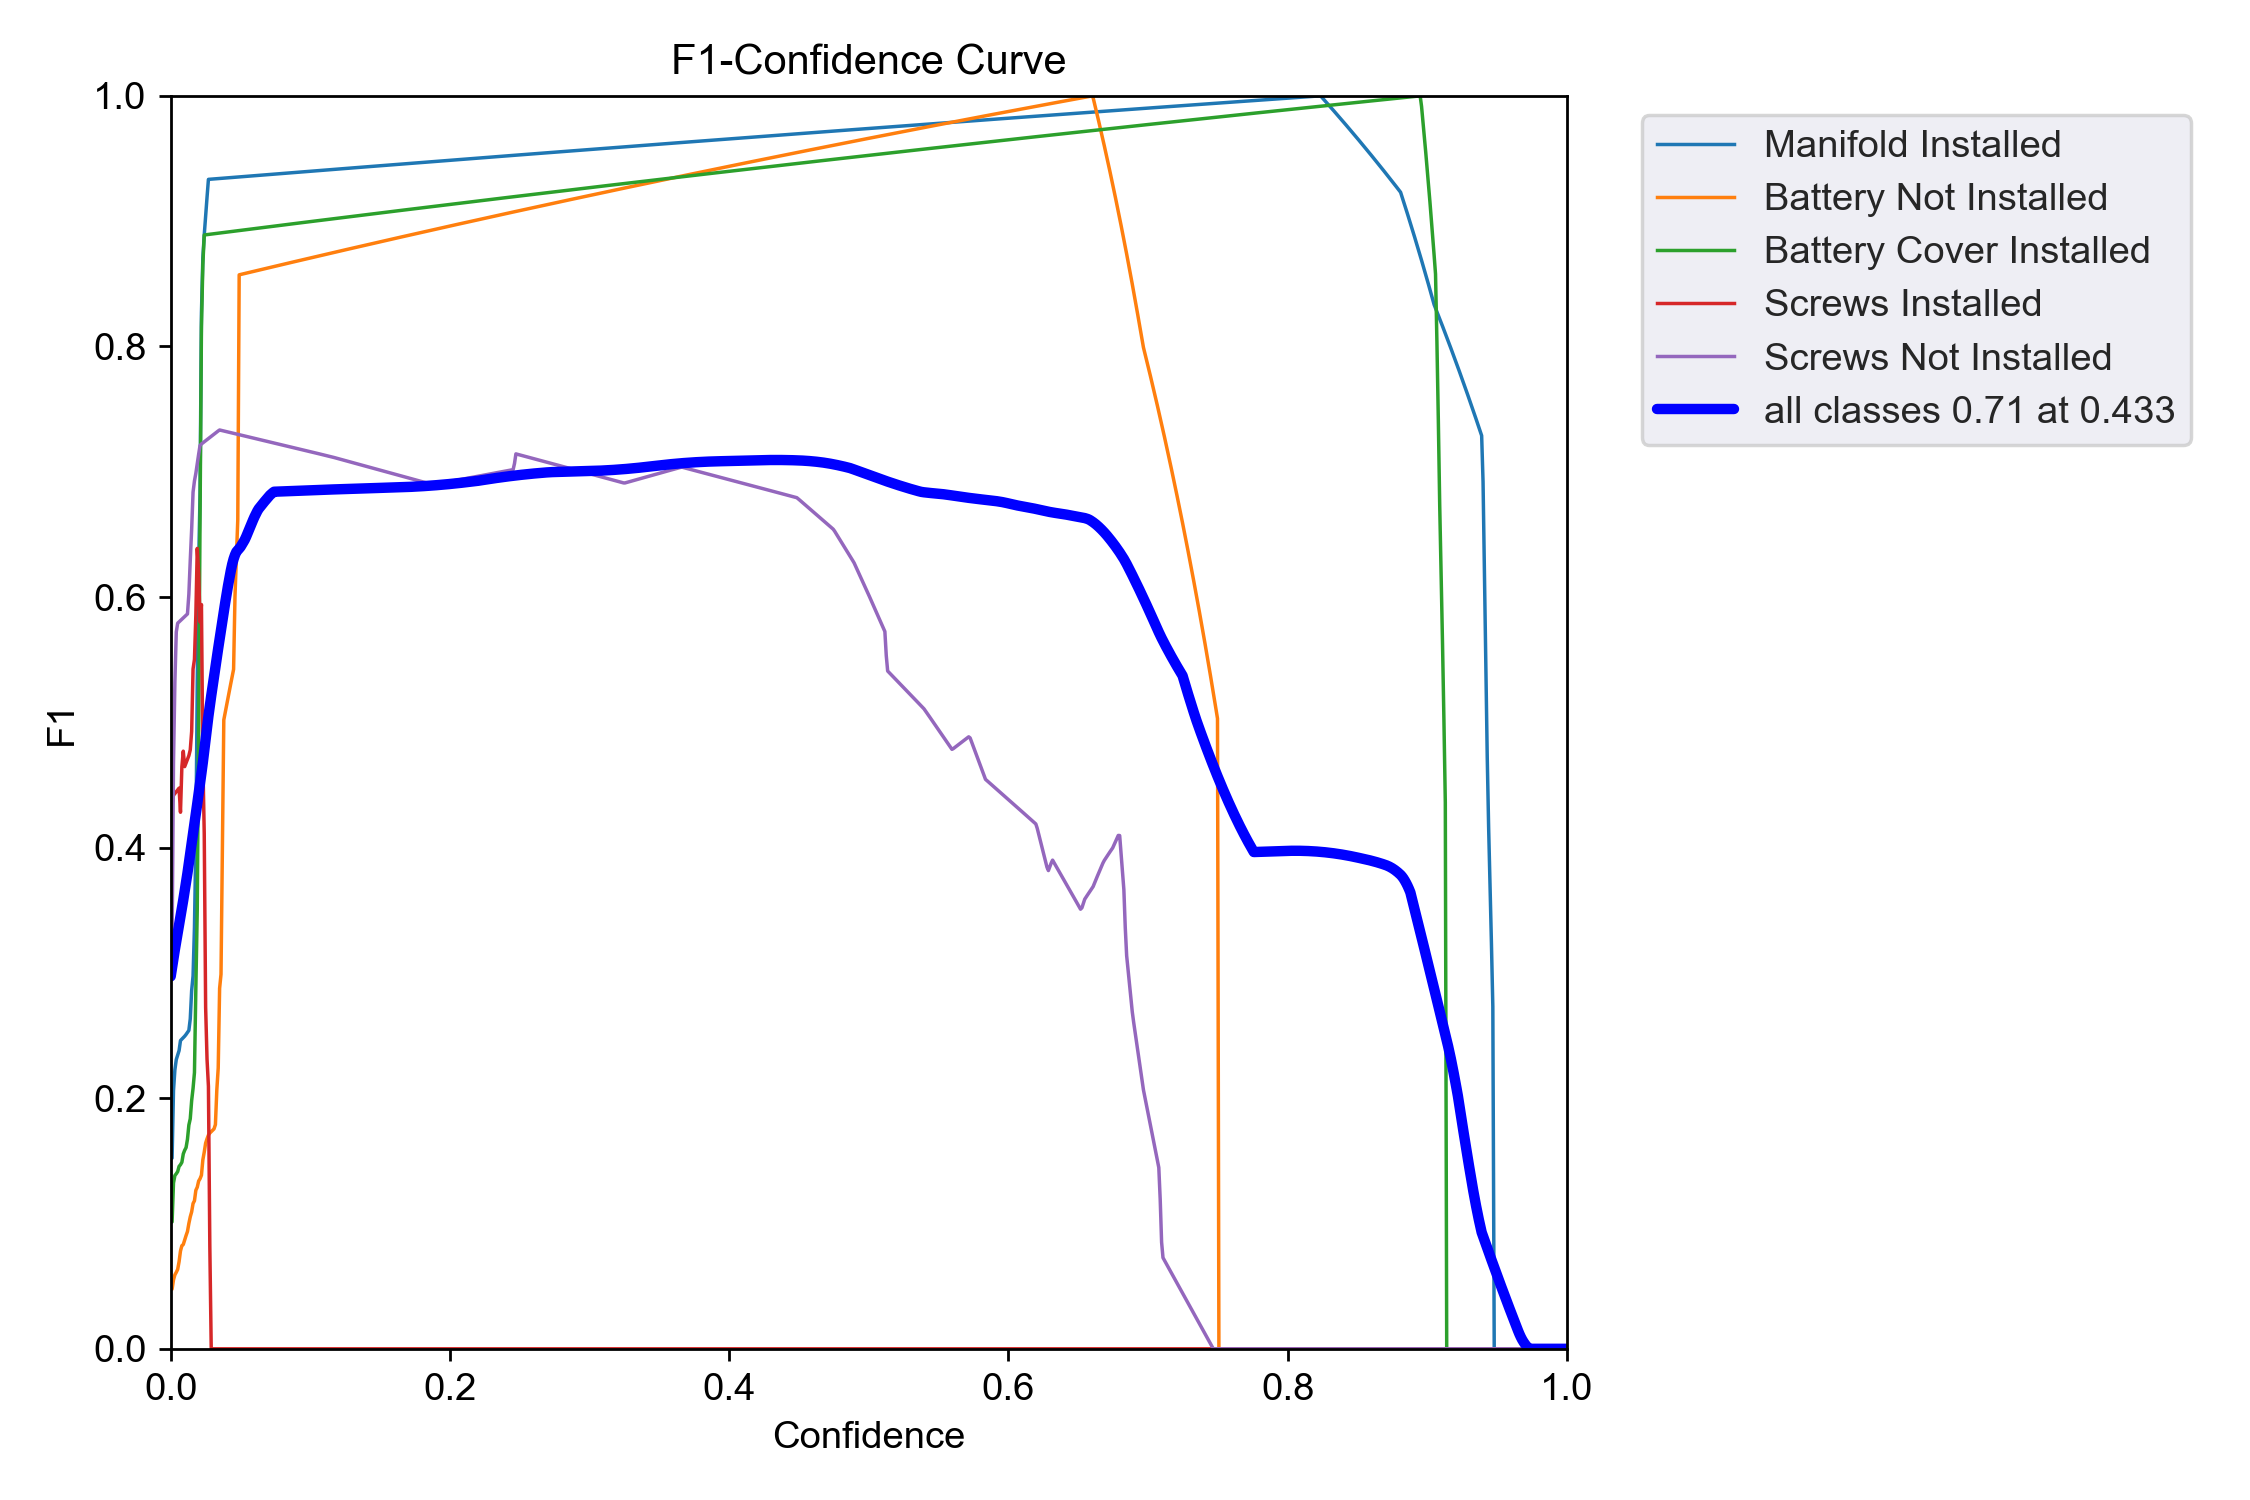 F1-Confidence Curve
1.0
0.8
0.6
0.4
0.2
0.0
F1
0.0 0.2 0.4 0.6 0.8 1.0
Confidence
Manifold Installed
Battery Not Installed
Battery Cover Installed
Screws Installed
Screws Not Installed
all classes 0.71 at 0.433